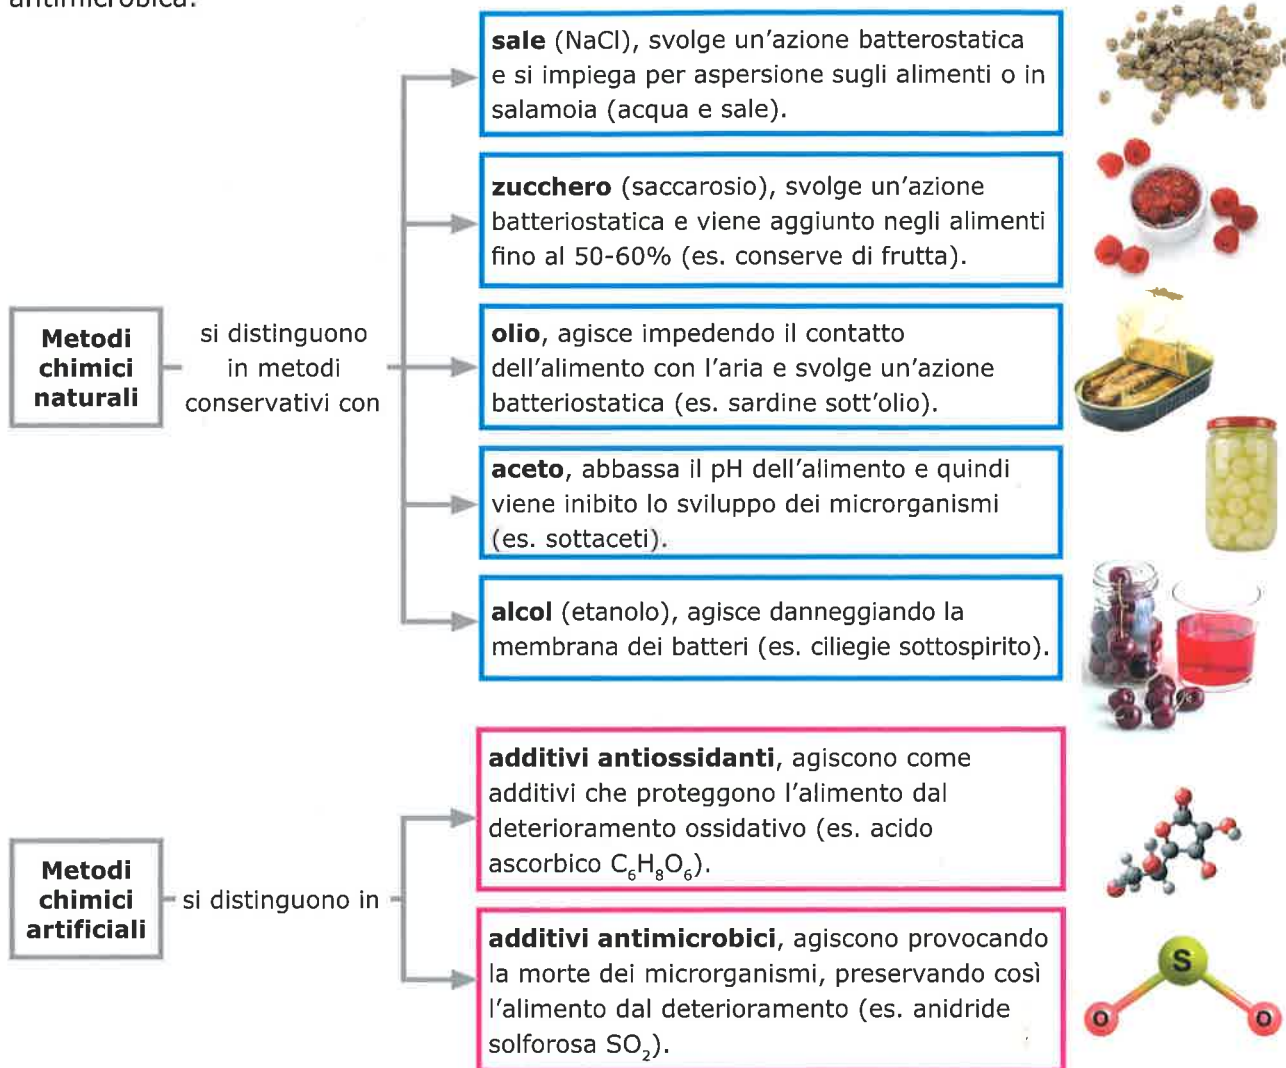 antimicrobica.
sale (NaCl), svolge un'azione batterostatica
e si impiega per aspersione sugli alimenti o in
salamoia (acqua e sale).
zucchero (saccarosio), svolge un'azione
batteriostatica e viene aggiunto negli alimenti
fino al 50-60% (es. conserve di frutta).
Metodi
chimici
naturali
si distinguono
in metodi
conservativi con
olio, agisce impedendo il contatto
dell'alimento con l'aria e svolge un'azione
batteriostatica (es. sardine sott'olio).
aceto, abbassa il pH dell'alimento e quindi
viene inibito lo sviluppo dei microrganismi
(es. sottaceti).
alcol (etanolo), agisce danneggiando la
membrana dei batteri (es. ciliegie sottospirito).
additivi antiossidanti, agiscono come
additivi che proteggono l'alimento dal
deterioramento ossidativo (es. acido
ascorbico C₆H₈O₆).
Metodi
chimici
artificiali
si distinguono in
additivi antimicrobici, agiscono provocando
la morte dei microrganismi, preservando così
l'alimento dal deterioramento (es. anidride
solforosa SO₂).
S
O
O